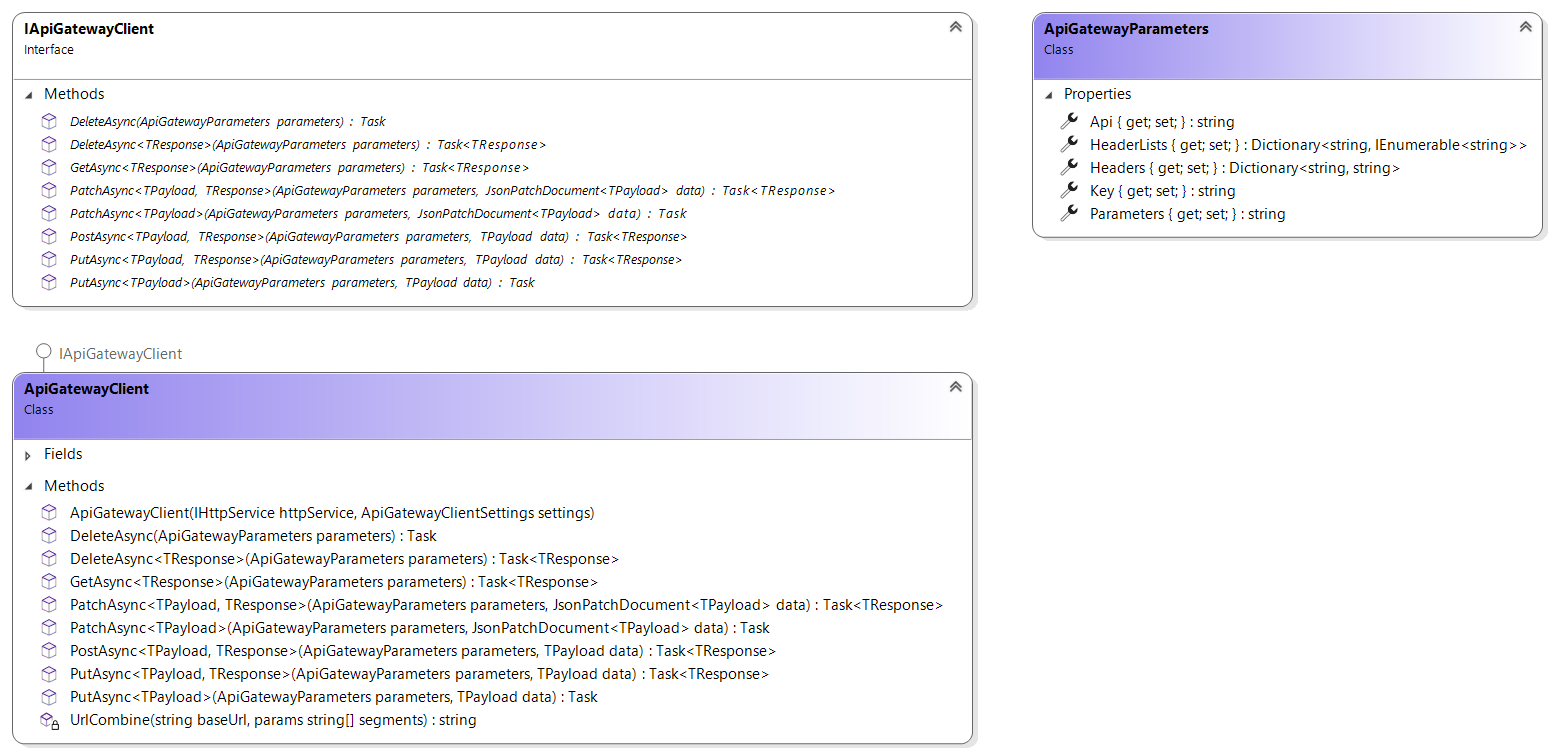 IApiGatewayClient
Interface
Methods
DeleteAsync(ApiGatewayParameters parameters) : Task
DeleteAsync<TResponse>(ApiGatewayParameters parameters) : Task<TResponse>
GetAsync<TResponse>(ApiGatewayParameters parameters) : Task<TResponse>
PatchAsync<TPayload, TResponse>(ApiGatewayParameters parameters, JsonPatchDocument<TPayload> data) : Task<TResponse>
PatchAsync<TPayload>(ApiGatewayParameters parameters, JsonPatchDocument<TPayload> data) : Task
PostAsync<TPayload, TResponse>(ApiGatewayParameters parameters, TPayload data) : Task<TResponse>
PutAsync<TPayload, TResponse>(ApiGatewayParameters parameters, TPayload data) : Task<TResponse>
PutAsync<TPayload>(ApiGatewayParameters parameters, TPayload data) : Task
ApiGatewayParameters
Class
Properties
Api { get; set; } : string
HeaderLists { get; set; } : Dictionary<string, IEnumerable<string>>
Headers { get; set; } : Dictionary<string, string>
Key { get; set; } : string
Parameters { get; set; } : string
IApiGatewayClient
ApiGatewayClient
Class
Fields
Methods
ApiGatewayClient(IHttpService httpService, ApiGatewayClientSettings settings)
DeleteAsync(ApiGatewayParameters parameters) : Task
DeleteAsync<TResponse>(ApiGatewayParameters parameters) : Task<TResponse>
GetAsync<TResponse>(ApiGatewayParameters parameters) : Task<TResponse>
PatchAsync<TPayload, TResponse>(ApiGatewayParameters parameters, JsonPatchDocument<TPayload> data) : Task<TResponse>
PatchAsync<TPayload>(ApiGatewayParameters parameters, JsonPatchDocument<TPayload> data) : Task
PostAsync<TPayload, TResponse>(ApiGatewayParameters parameters, TPayload data) : Task<TResponse>
PutAsync<TPayload, TResponse>(ApiGatewayParameters parameters, TPayload data) : Task<TResponse>
PutAsync<TPayload>(ApiGatewayParameters parameters, TPayload data) : Task
UrlCombine(string baseUrl, params string[] segments) : string